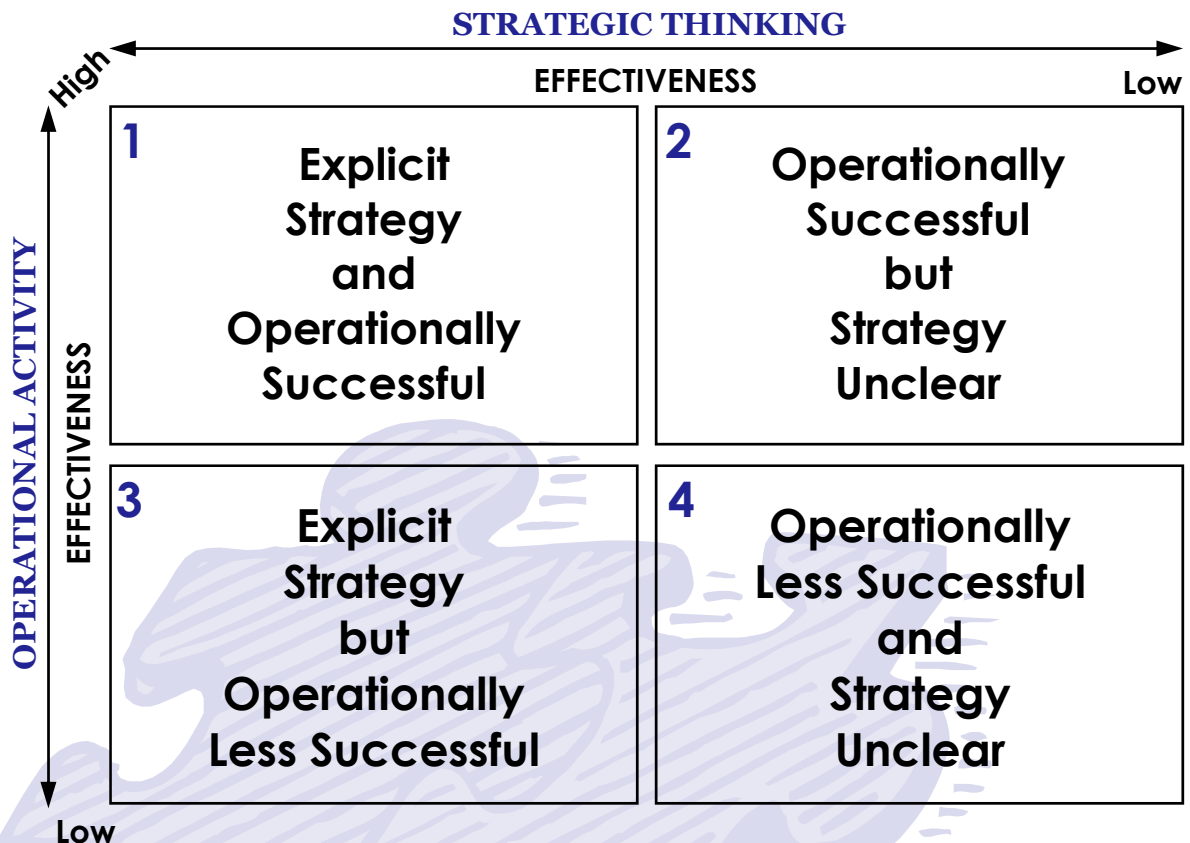 STRATEGIC THINKING
High
EFFECTIVENESS
Low
OPERATIONAL ACTIVITY
EFFECTIVENESS
1
Explicit
Strategy
and
Operationally
Successful
2
Operationally
Successful
but
Strategy
Unclear
3
Explicit
Strategy
but
Operationally
Less Successful
4
Operationally
Less Successful
and
Strategy
Unclear
Low